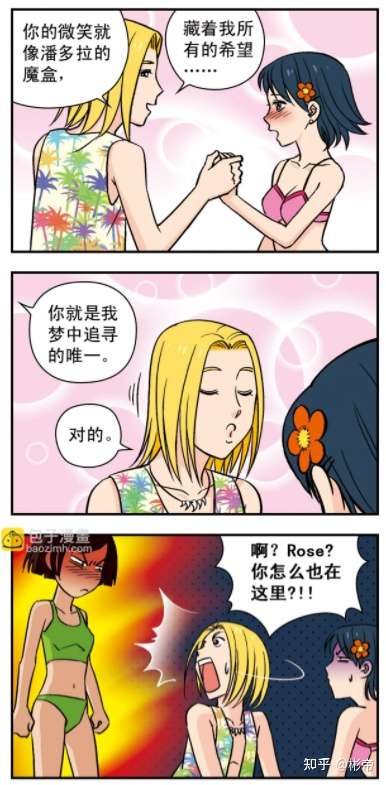 你的微笑就
像潘多拉的
魔盒，
藏着我所
有的希望
……
你就是我
梦中追寻
的唯一。
对的。
包子漫畫
baozimh.com
啊？Rose?
你怎么也在
这里?!!
知乎 @彬帝